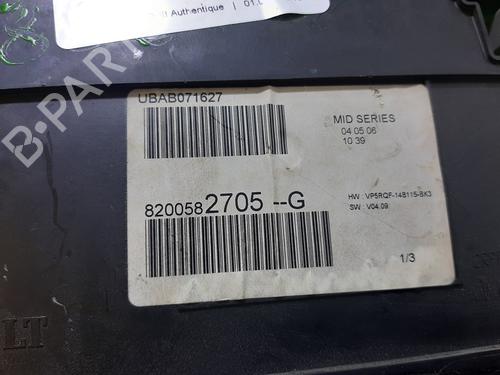 Authentique | 01.
UBAB071627
MID SERIES
04 05 06
10 39
8200582705 --G
HW : VP5RQF-14B115-BK3
SW : V04.09
1/3
LT
B-PARTS